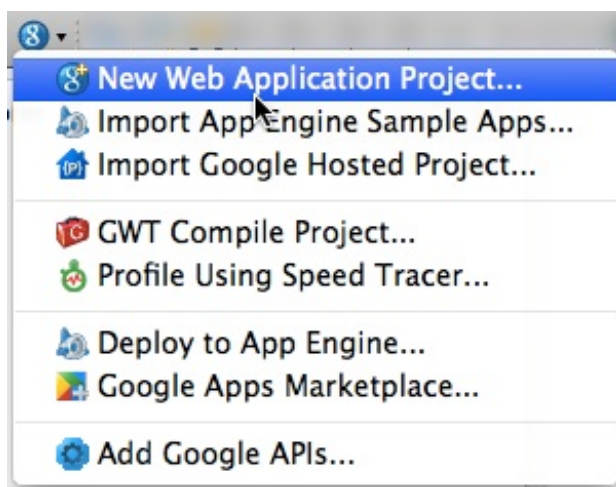 New Web Application Project...
Import App Engine Sample Apps...
Import Google Hosted Project...
GWT Compile Project...
Profile Using Speed Tracer...
Deploy to App Engine...
Google Apps Marketplace...
Add Google APIs...